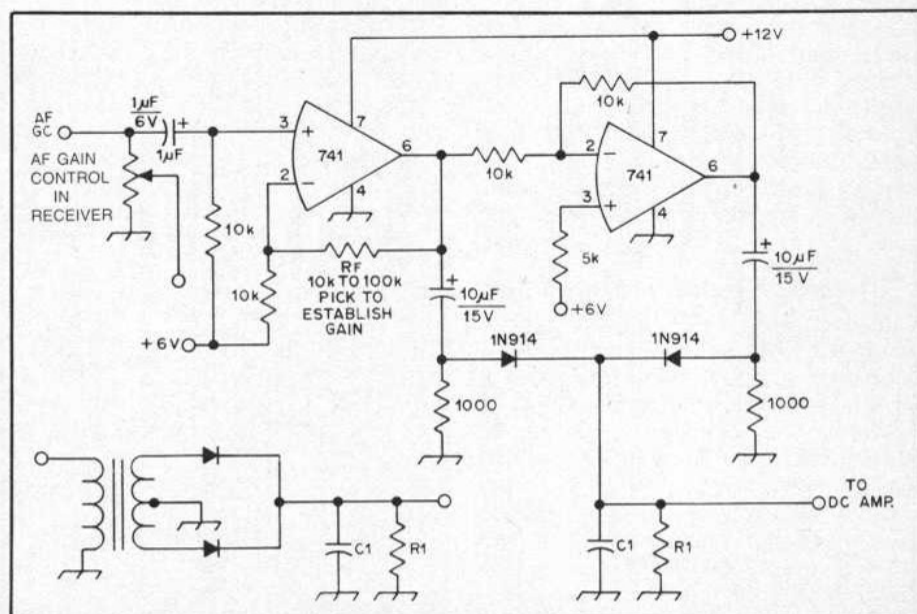 +12V
10k
1μF
6V
+
1μF
AF
GC
AF GAIN
CONTROL
IN
RECEIVER
3
+
7
741
6
2
−
4
10k
10k
RF
10k TO 100k
PICK TO
ESTABLISH
GAIN
+6V
10k
2
−
7
741
6
3
+
4
5k
+6V
+
10μF
15V
+
10μF
15V
1N914
1N914
1000
1000
C1
R1
C1
R1
TO
DC AMP.